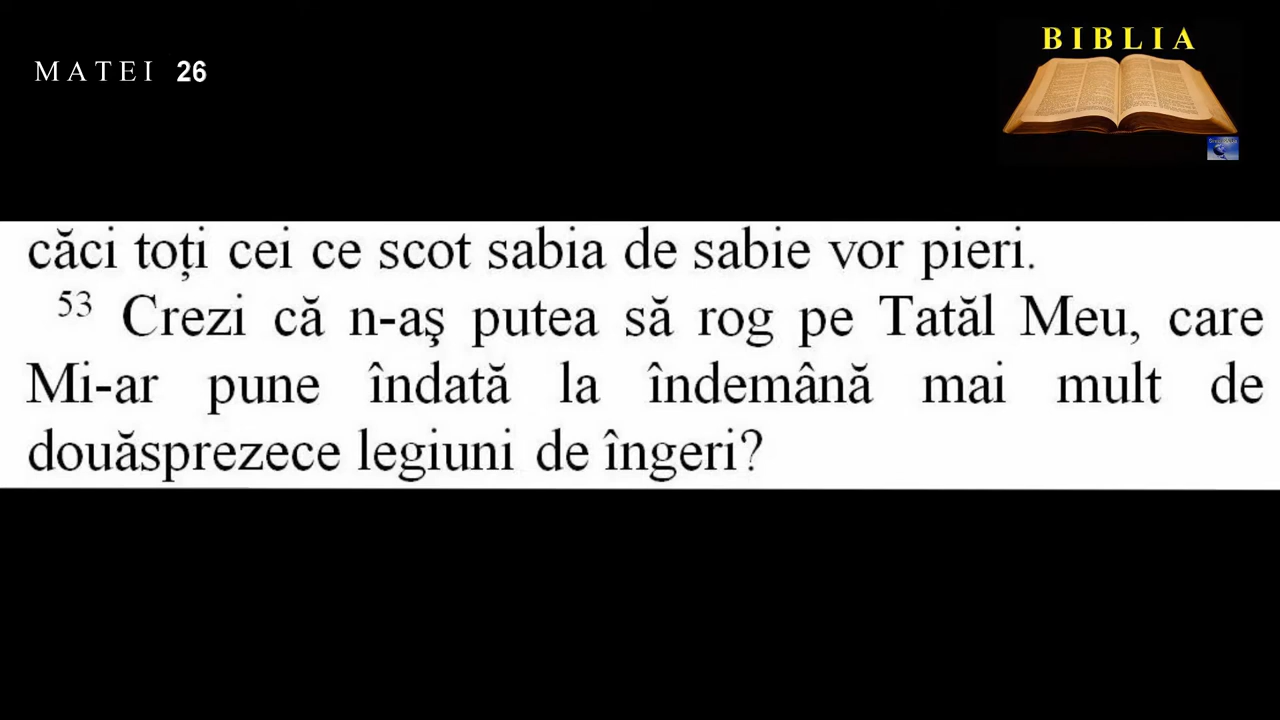 BIBLIA
MATEI 26
căci toți cei ce scot sabia de sabie vor pieri.
53 Crezi că n-aş putea să rog pe Tatăl Meu, care
Mi-ar pune îndată la îndemână mai mult de
douăsprezece legiuni de îngeri?